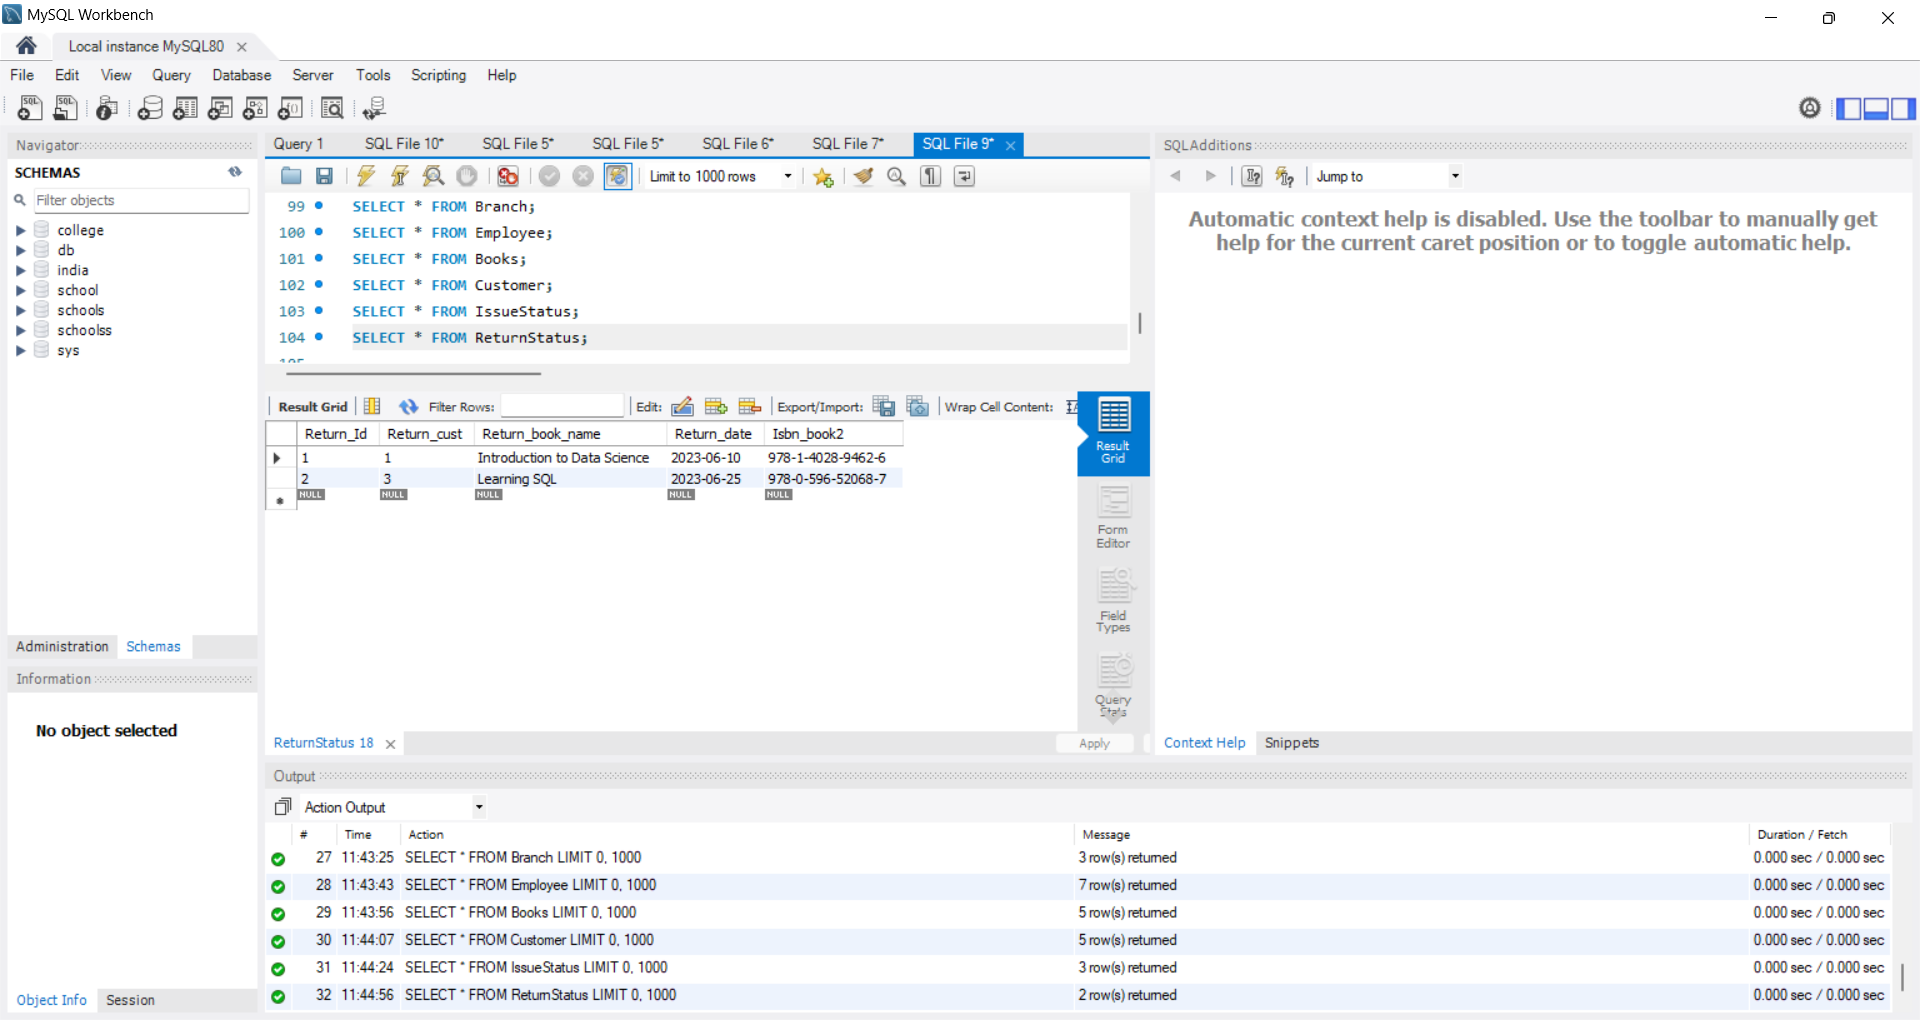 MySQL Workbench
Local instance MySQL80
File Edit View Query Database Server Tools Scripting Help
Navigator
SCHEMAS
Filter objects
college
db
india
school
schools
schoolss
sys
Administration Schemas
Information
No object selected
Object Info Session
Query 1 SQL File 10* SQL File 5* SQL File 5* SQL File 6* SQL File 7* SQL File 9*
Limit to 1000 rows
99 SELECT * FROM Branch;
100 SELECT * FROM Employee;
101 SELECT * FROM Books;
102 SELECT * FROM Customer;
103 SELECT * FROM IssueStatus;
104 SELECT * FROM ReturnStatus;
Result Grid Filter Rows: Edit: Export/Import: Wrap Cell Content:
Return_Id Return_cust Return_book_name Return_date Isbn_book2
1 1 Introduction to Data Science 2023-06-10 978-1-4028-9462-6
2 3 Learning SQL 2023-06-25 978-0-596-52068-7
NULL NULL NULL NULL NULL
Result
Grid
Form
Editor
Field
Types
Query
Stats
ReturnStatus 18
Apply
SQLAdditions
Jump to
Automatic context help is disabled. Use the toolbar to manually get
help for the current caret position or to toggle automatic help.
Context Help Snippets
Output
Action Output
# Time Action Message Duration / Fetch
27 11:43:25 SELECT * FROM Branch LIMIT 0, 1000 3 row(s) returned 0.000 sec / 0.000 sec
28 11:43:43 SELECT * FROM Employee LIMIT 0, 1000 7 row(s) returned 0.000 sec / 0.000 sec
29 11:43:56 SELECT * FROM Books LIMIT 0, 1000 5 row(s) returned 0.000 sec / 0.000 sec
30 11:44:07 SELECT * FROM Customer LIMIT 0, 1000 5 row(s) returned 0.000 sec / 0.000 sec
31 11:44:24 SELECT * FROM IssueStatus LIMIT 0, 1000 3 row(s) returned 0.000 sec / 0.000 sec
32 11:44:56 SELECT * FROM ReturnStatus LIMIT 0, 1000 2 row(s) returned 0.000 sec / 0.000 sec